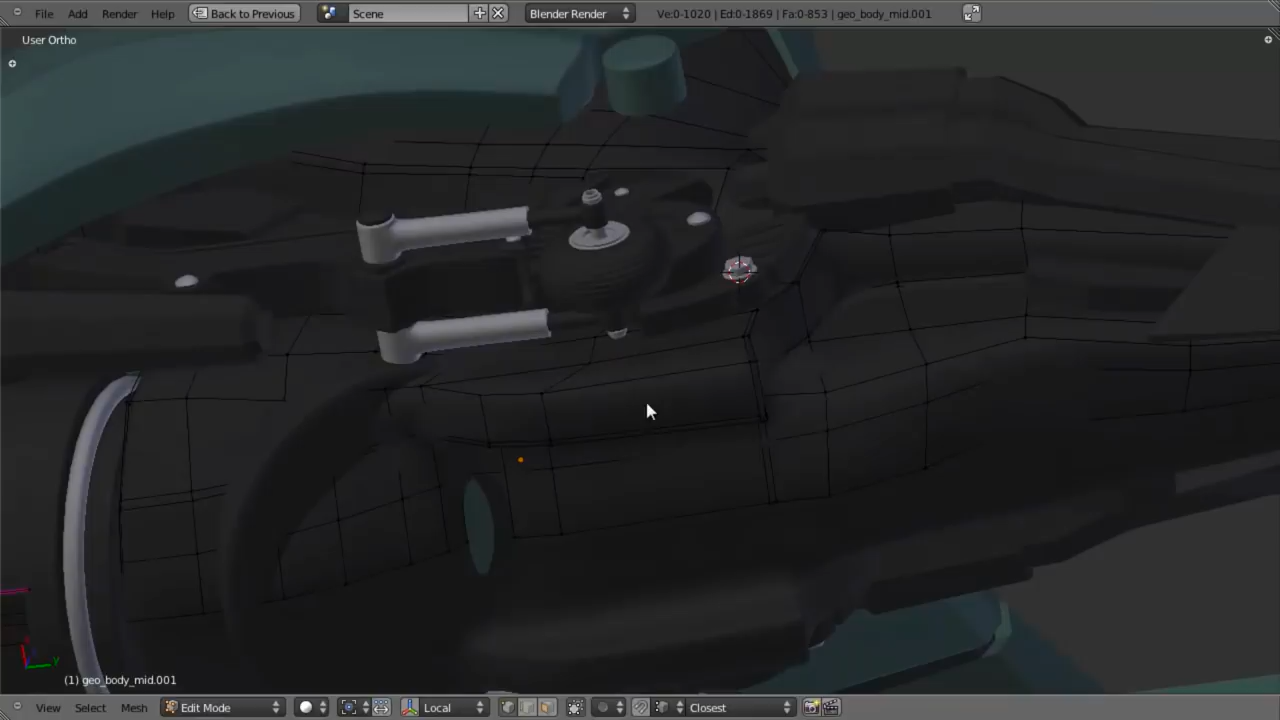 File Add Render Help Back to Previous Scene Blender Render Ve:0-1020 | Ed:0-1869 | Fa:0-853 | geo_body_mid.001
User Ortho
y
(1) geo_body_mid.001
View Select Mesh Edit Mode Local Closest